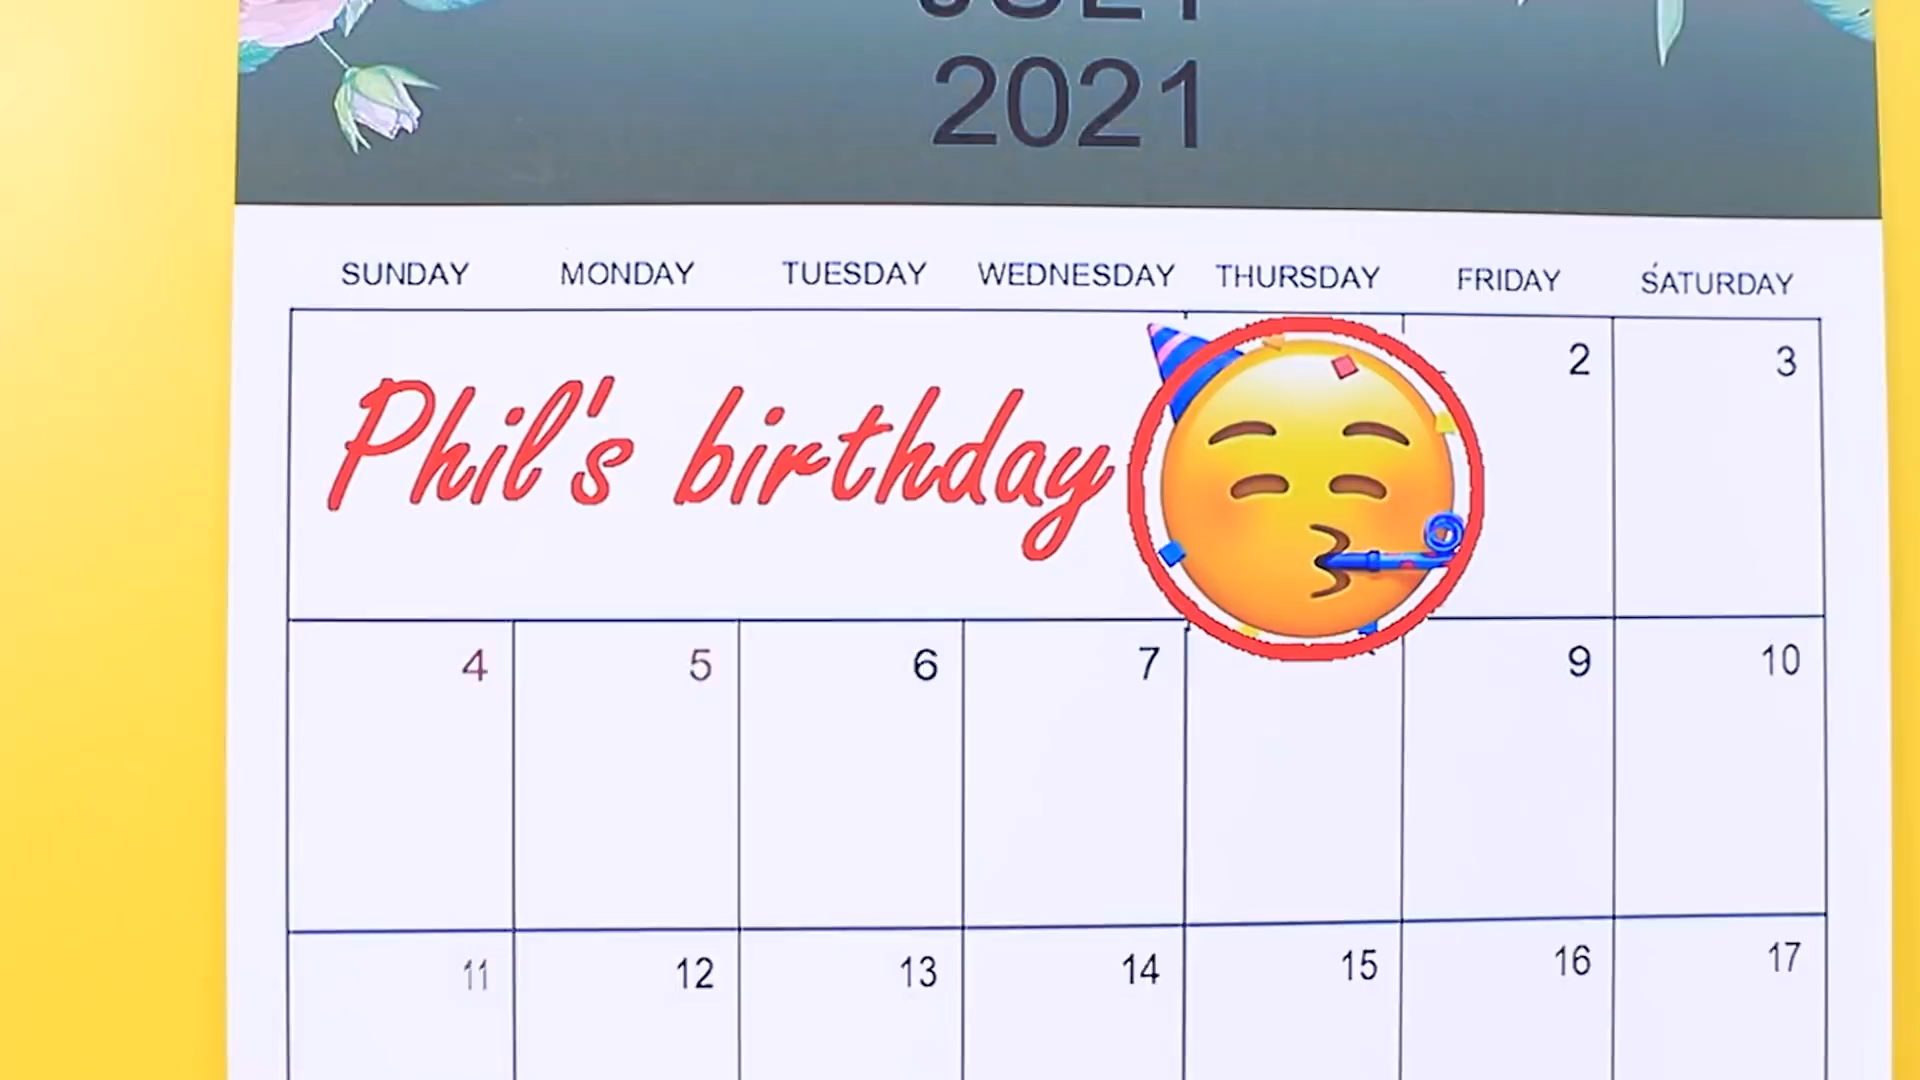 JULY
2021
SUNDAY MONDAY TUESDAY WEDNESDAY THURSDAY FRIDAY SATURDAY
Phil's birthday 2 3
4 5 6 7 9 10
11 12 13 14 15 16 17